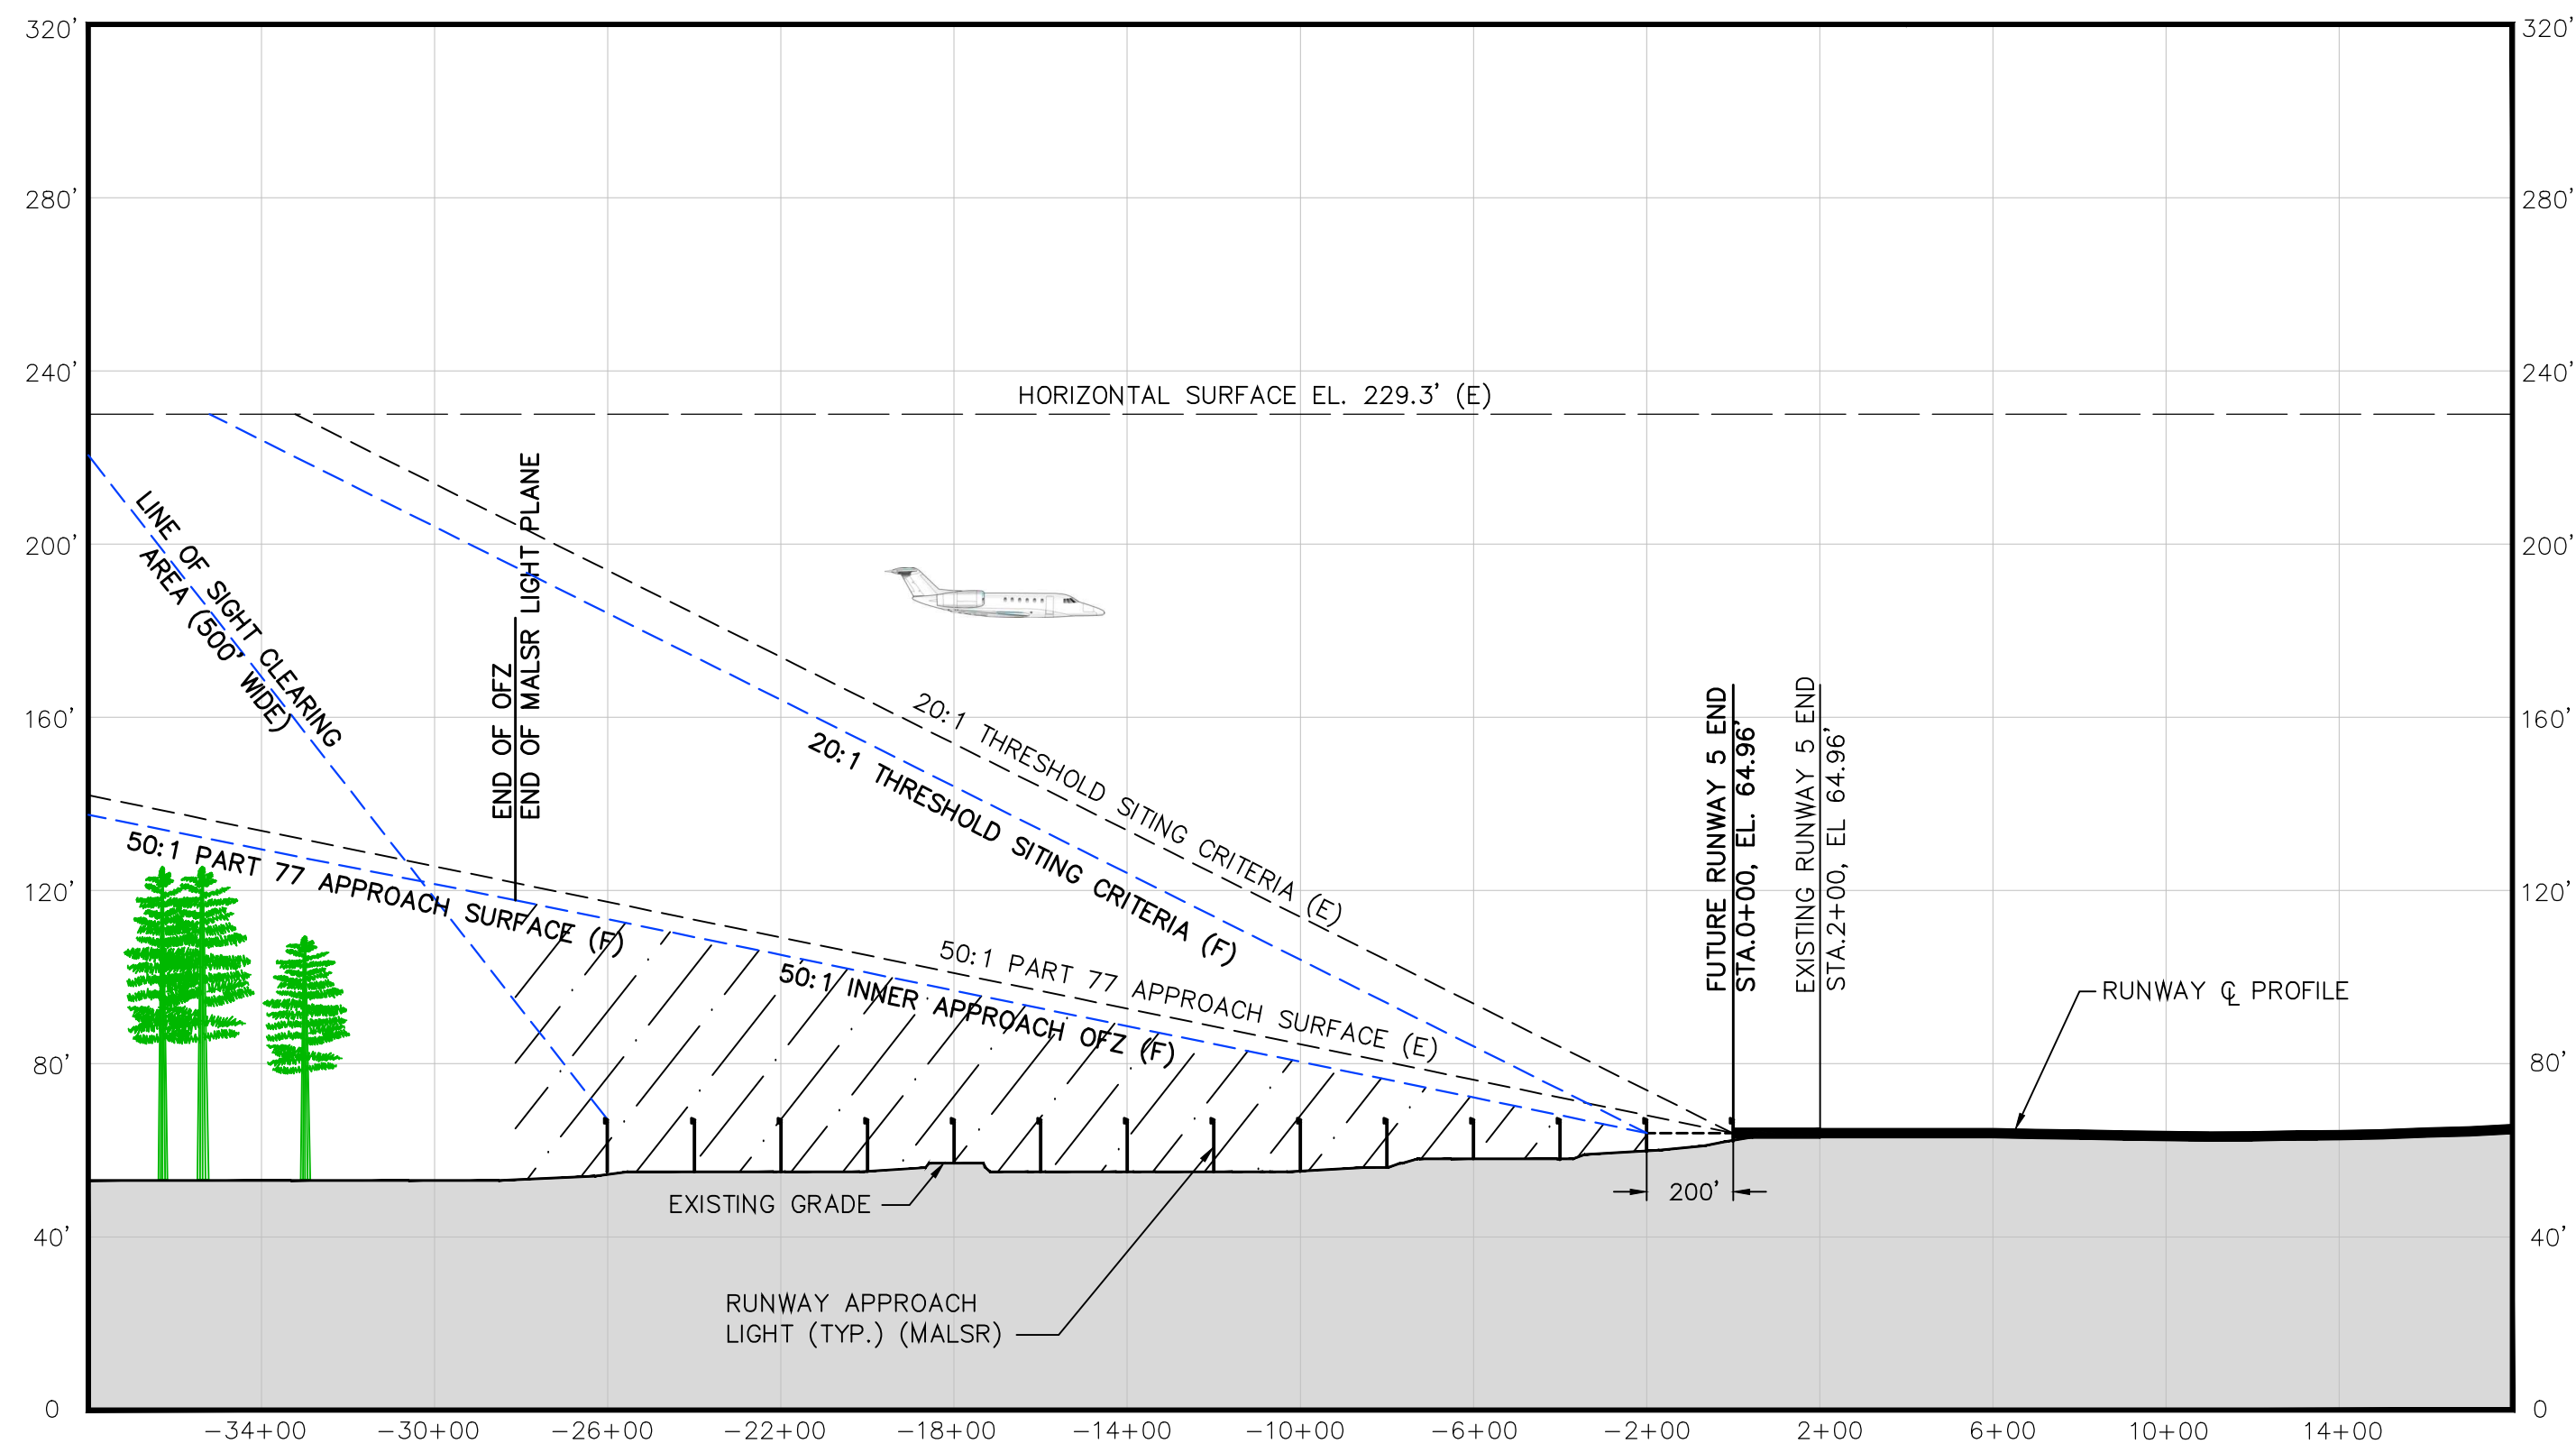 320'
320'
280'
280'
240'
240'
HORIZONTAL SURFACE EL. 229.3' (E)
200'
200'
LINE OF SIGHT CLEARING
AREA (500' WIDE)
END OF OFZ
END OF MALSR LIGHT PLANE
160'
160'
20:1 THRESHOLD SITING CRITERIA (E)
20:1 THRESHOLD SITING CRITERIA (F)
FUTURE RUNWAY 5 END
STA.0+00, EL. 64.96'
EXISTING RUNWAY 5 END
STA.2+00, EL 64.96'
50:1 PART 77 APPROACH SURFACE (F)
120'
120'
50:1 PART 77 APPROACH SURFACE (E)
50:1 INNER APPROACH OFZ (F)
RUNWAY ℄ PROFILE
80'
80'
200'
EXISTING GRADE
40'
40'
RUNWAY APPROACH
LIGHT (TYP.) (MALSR)
0
0
−34+00 −30+00 −26+00 −22+00 −18+00 −14+00 −10+00 −6+00 −2+00 2+00 6+00 10+00 14+00